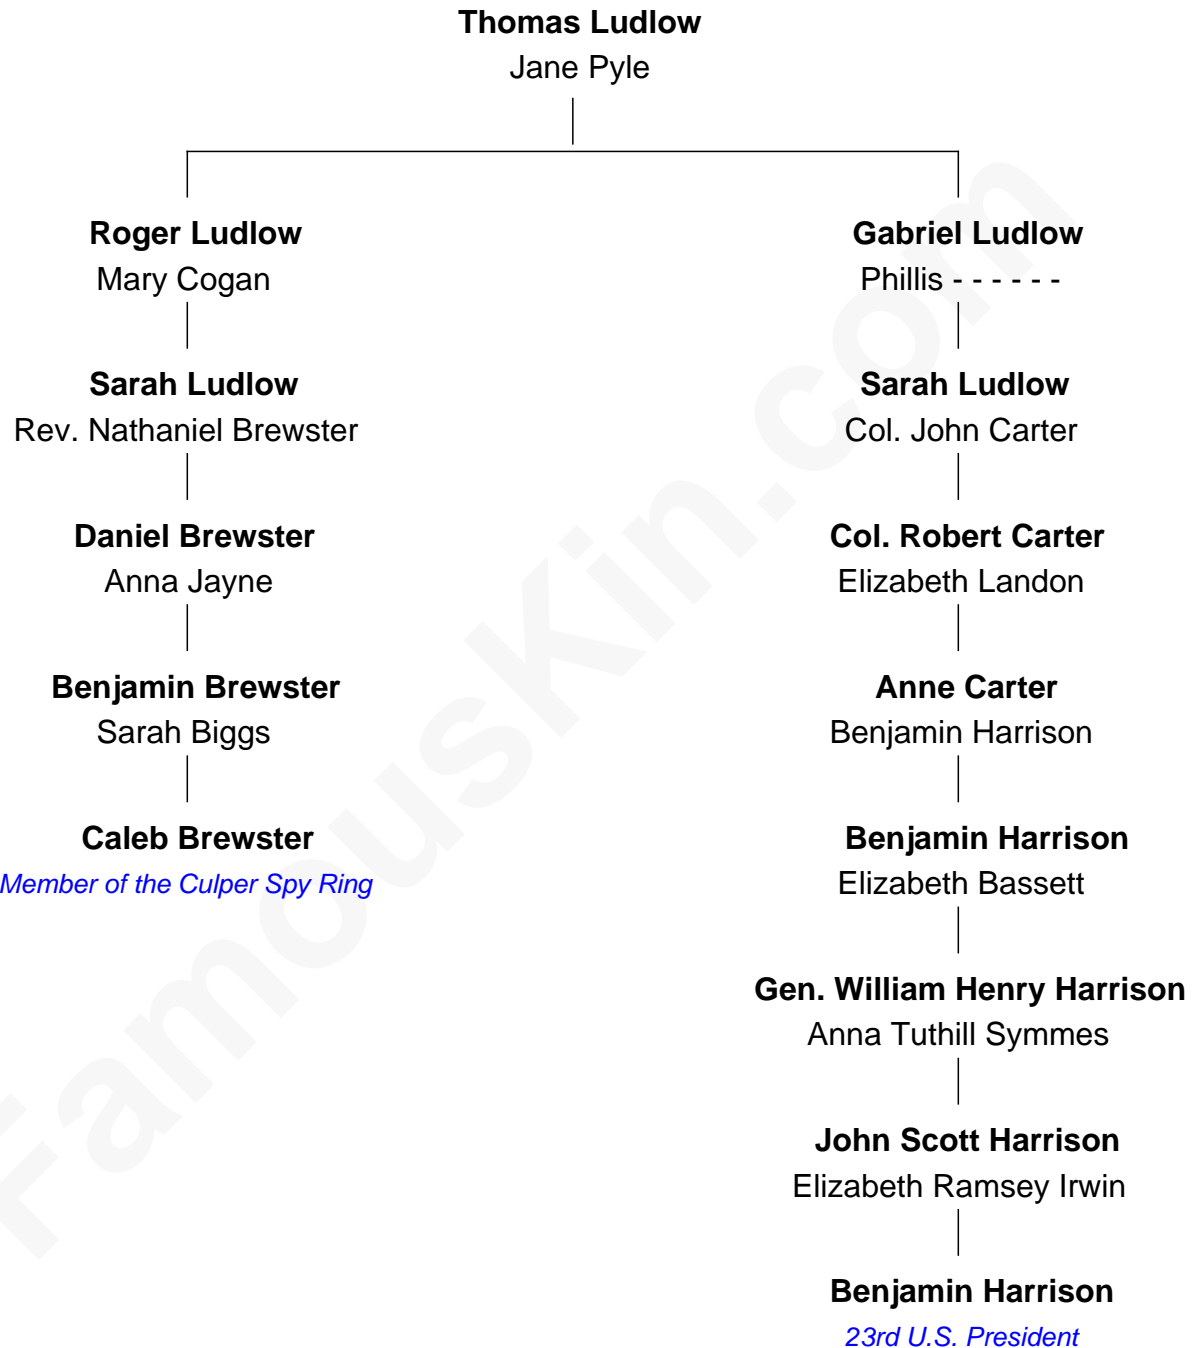 Thomas Ludlow
Jane Pyle
Roger Ludlow
Mary Cogan
Gabriel Ludlow
Phillis - - - - - -
Sarah Ludlow
Rev. Nathaniel Brewster
Sarah Ludlow
Col. John Carter
Daniel Brewster
Anna Jayne
Col. Robert Carter
Elizabeth Landon
Benjamin Brewster
Sarah Biggs
Anne Carter
Benjamin Harrison
Caleb Brewster
Member of the Culper Spy Ring
Benjamin Harrison
Elizabeth Bassett
Gen. William Henry Harrison
Anna Tuthill Symmes
John Scott Harrison
Elizabeth Ramsey Irwin
Benjamin Harrison
23rd U.S. President
FamousKin.com